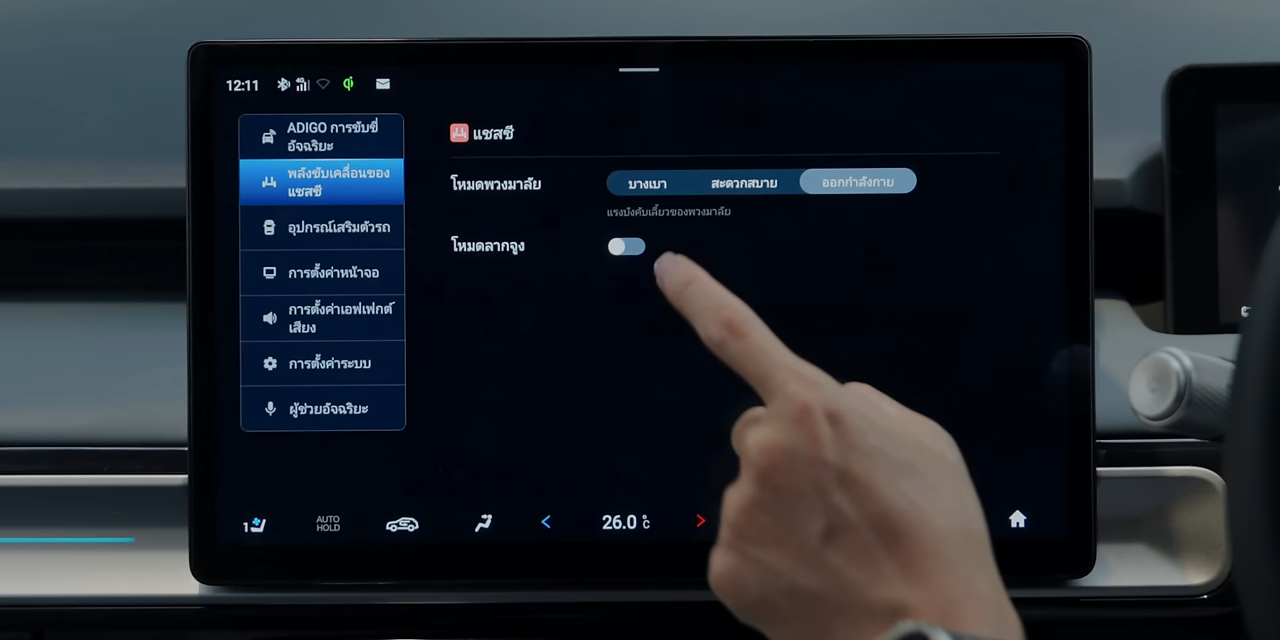 12:11
4G
ADIGO การขับขี่
อัจฉริยะ
พลังขับเคลื่อนของ
แชสซี
อุปกรณ์เสริมตัวรถ
การตั้งค่าหน้าจอ
การตั้งค่าเอฟเฟกต์
เสียง
การตั้งค่าระบบ
ผู้ช่วยอัจฉริยะ
แชสซี
โหมดพวงมาลัย
บางเบา
สะดวกสบาย
ออกกำลังกาย
แรงบังคับเลี้ยวของพวงมาลัย
โหมดลากจูง
1
AUTO
HOLD
26.0 °C